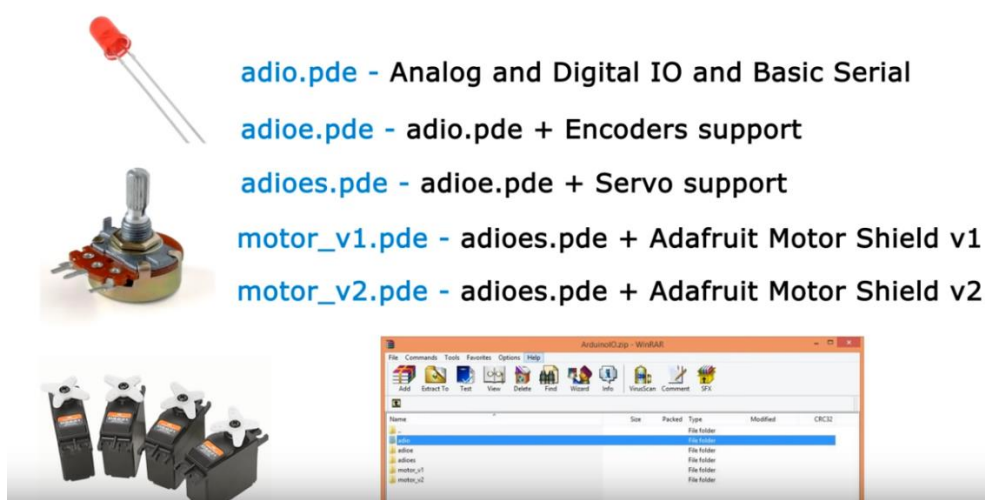 adio.pde - Analog and Digital IO and Basic Serial
adioe.pde - adio.pde + Encoders support
adioes.pde - adioe.pde + Servo support
motor_v1.pde - adioes.pde + Adafruit Motor Shield v1
motor_v2.pde - adioes.pde + Adafruit Motor Shield v2
ArduinoIO.zip - WinRAR
File Commands Tools Favorites Options Help
Add Extract To Test View Delete Find Wizard Info VirusScan Comment SFX
Name Size Packed Type Modified CRC32
.. File folder
adio File folder
adioe File folder
adioes File folder
motor_v1 File folder
motor_v2 File folder